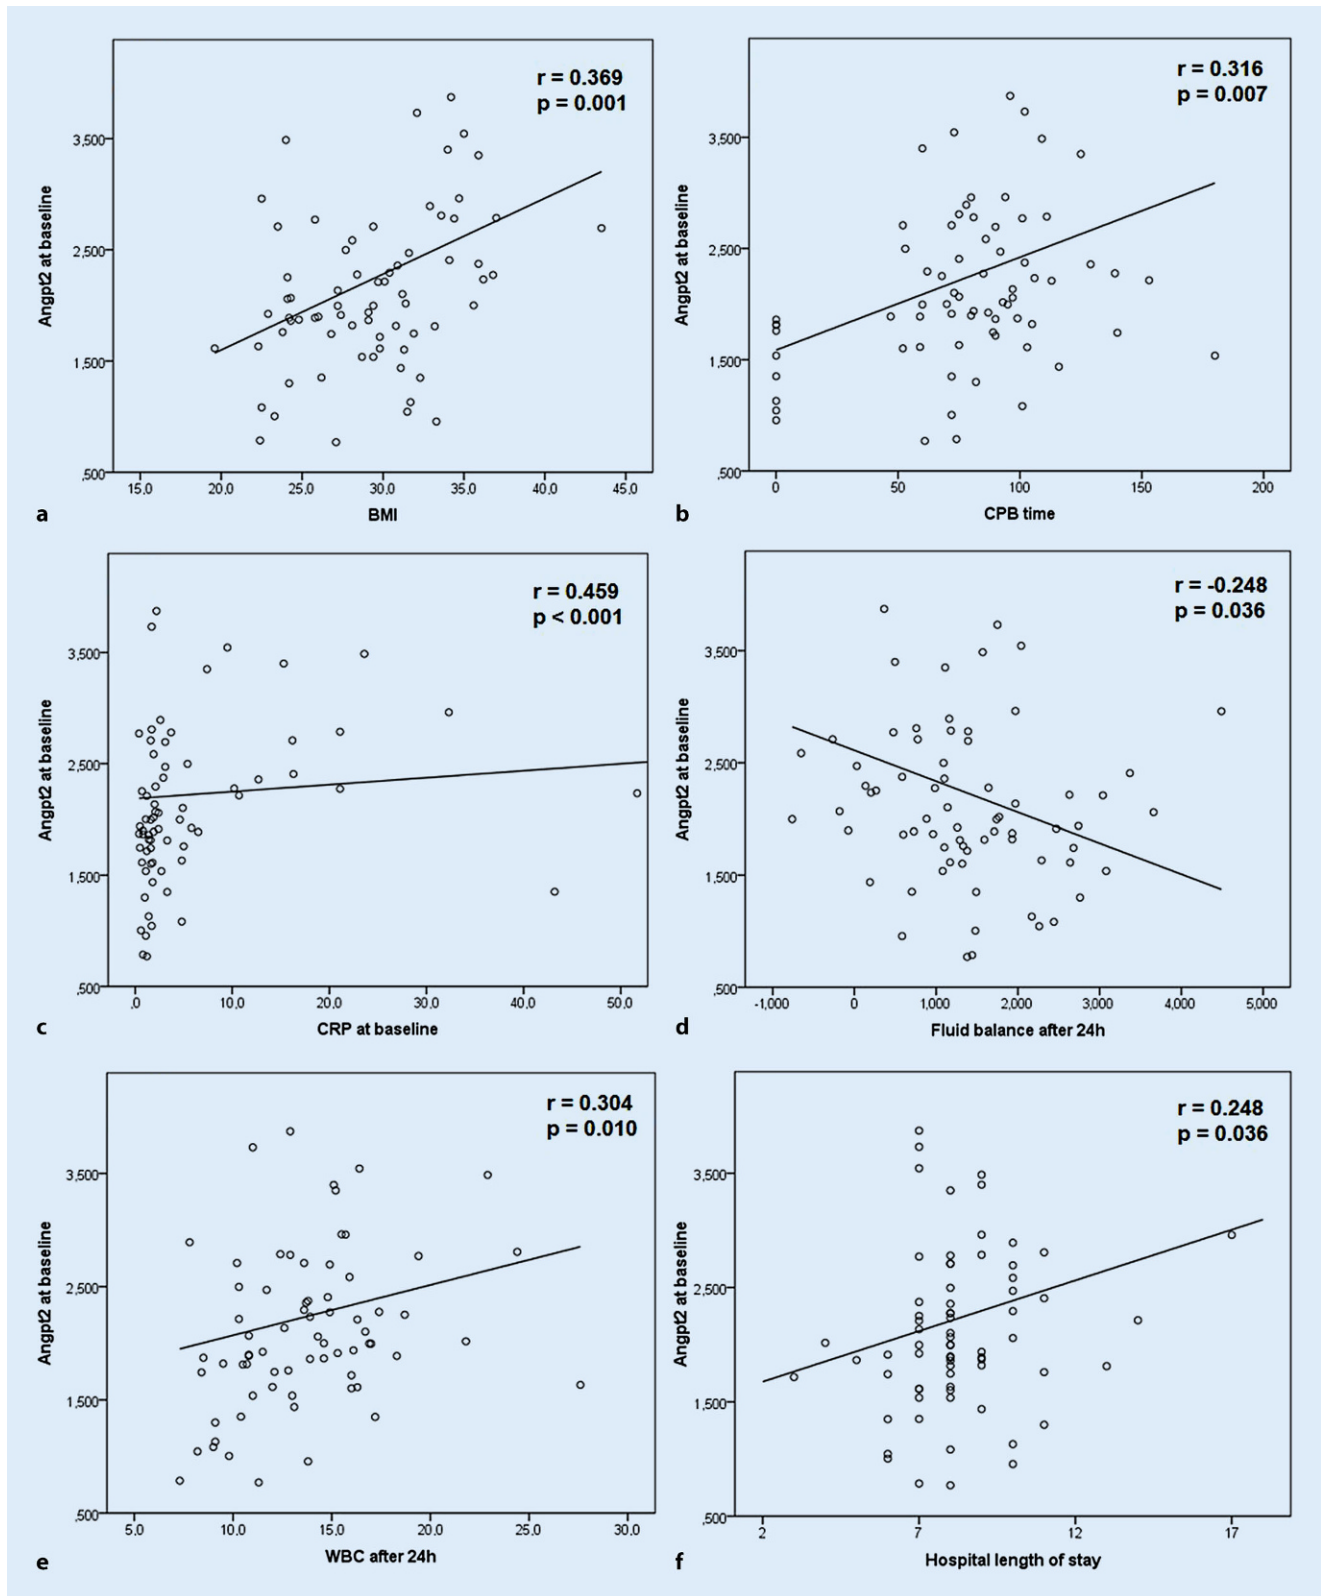 r = 0.369
p = 0.001
Angpt2 at baseline
3,500
2,500
1,500
,500
15.0 20.0 25.0 30.0 35.0 40.0 45.0
BMI
a
r = 0.316
p = 0.007
Angpt2 at baseline
3,500
2,500
1,500
,500
0 50 100 150 200
CPB time
b
r = 0.459
p < 0.001
Angpt2 at baseline
3,500
2,500
1,500
,500
.0 10.0 20.0 30.0 40.0 50.0
CRP at baseline
c
r = -0.248
p = 0.036
Angpt2 at baseline
3,500
2,500
1,500
,500
-1,000 0 1,000 2,000 3,000 4,000 5,000
Fluid balance after 24h
d
r = 0.304
p = 0.010
Angpt2 at baseline
3,500
2,500
1,500
,500
5.0 10.0 15.0 20.0 25.0 30.0
WBC after 24h
e
r = 0.248
p = 0.036
Angpt2 at baseline
3,500
2,500
1,500
,500
2 7 12 17
Hospital length of stay
f